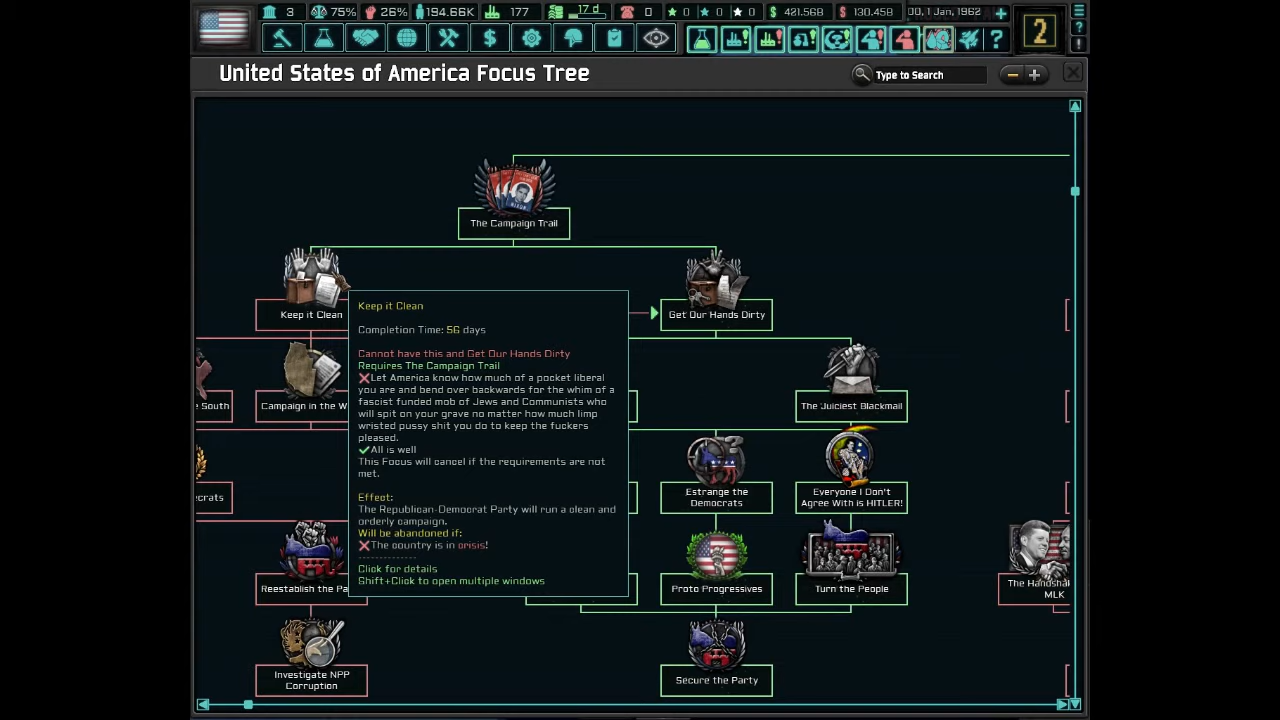 3 75% 26% 194.66K 177 17 d 0 0 0 0 $ 421.568 $ 130.458 00, 1 Jan, 1962
2
United States of America Focus Tree
Type to Search
NIXON
The Campaign Trail
Keep it Clean
Get Our Hands Dirty
Keep it Clean
Completion Time: 56 days
Cannot have this and Get Our Hands Dirty
Requires The Campaign Trail
Let America know how much of a pocket liberal
you are and bend over backwards for the whim of a
fascist funded mob of Jews and Communists who
will spit on your grave no matter how much limp
wristed pussy shit you do to keep the fuckers
pleased.
All is well
This Focus will cancel if the requirements are not
met.
Effect:
The Republican-Democrat Party will run a clean and
orderly campaign.
Will be abandoned if:
The country is in crisis!
-------------
Click for details
Shift+Click to open multiple windows
e South
Campaign in the W
The Juiciest Blackmail
ocrats
Estrange the
Democrats
Everyone I Don't
Agree With is HITLER!
Reestablish the Pa
Proto Progressives
Turn the People
The Handshak
MLK
Investigate NPP
Corruption
Secure the Party